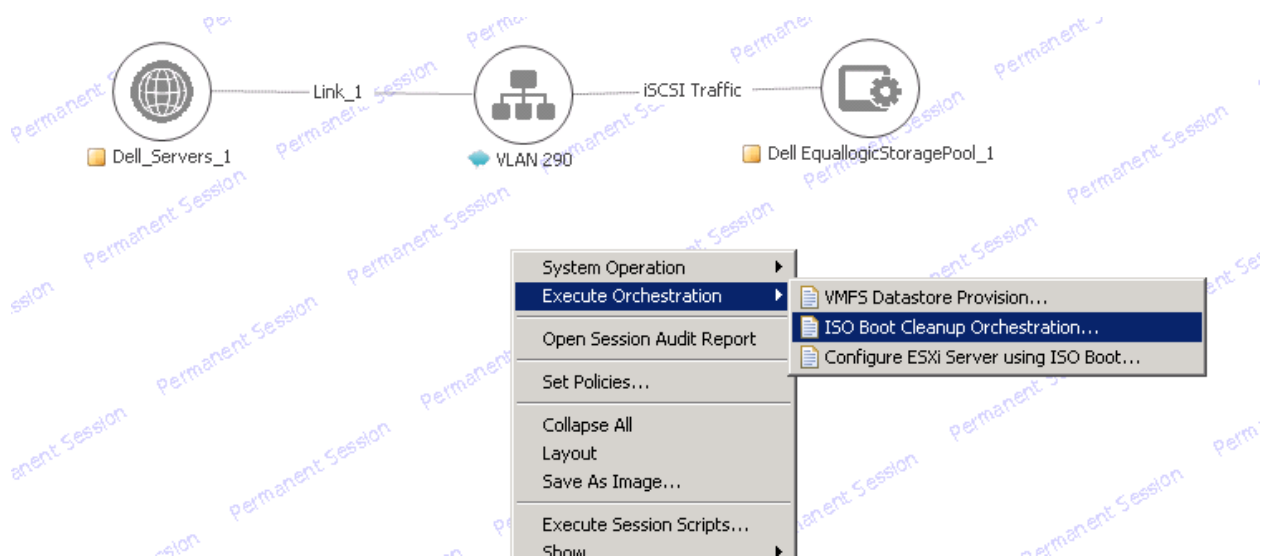 Permanent Session
Link_1
iSCSI Traffic
Dell_Servers_1
VLAN 290
Dell EquallogicStoragePool_1
System Operation
Execute Orchestration
VMFS Datastore Provision...
ISO Boot Cleanup Orchestration...
Configure ESXi Server using ISO Boot...
Open Session Audit Report
Set Policies...
Collapse All
Layout
Save As Image...
Execute Session Scripts...
Show